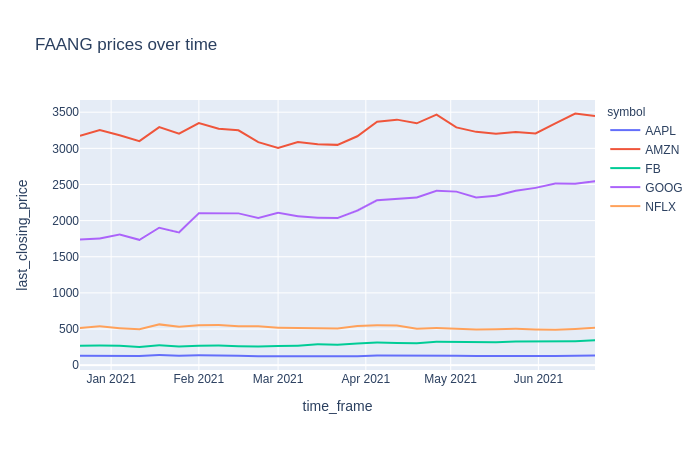 FAANG prices over time
symbol
AAPL
AMZN
FB
GOOG
NFLX
last_closing_price
3500
3000
2500
2000
1500
1000
500
0
Jan 2021 Feb 2021 Mar 2021 Apr 2021 May 2021 Jun 2021
time_frame